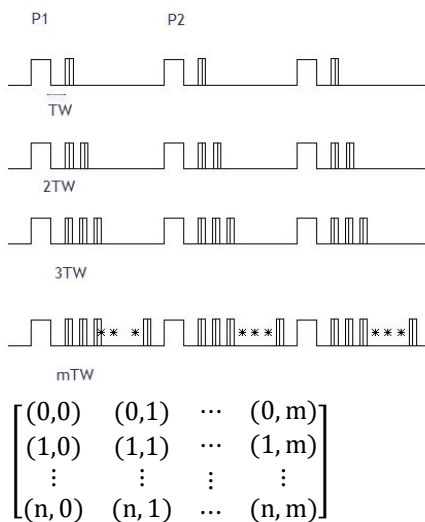 P1 P2
TW
2TW
3TW
** * *** ***
mTW
[(0,0) (0,1) ⋯ (0, m)]
[(1,0) (1,1) ⋯ (1, m)]
[⋮ ⋮ ⋮ ⋮]
[(n, 0) (n, 1) … (n, m)]